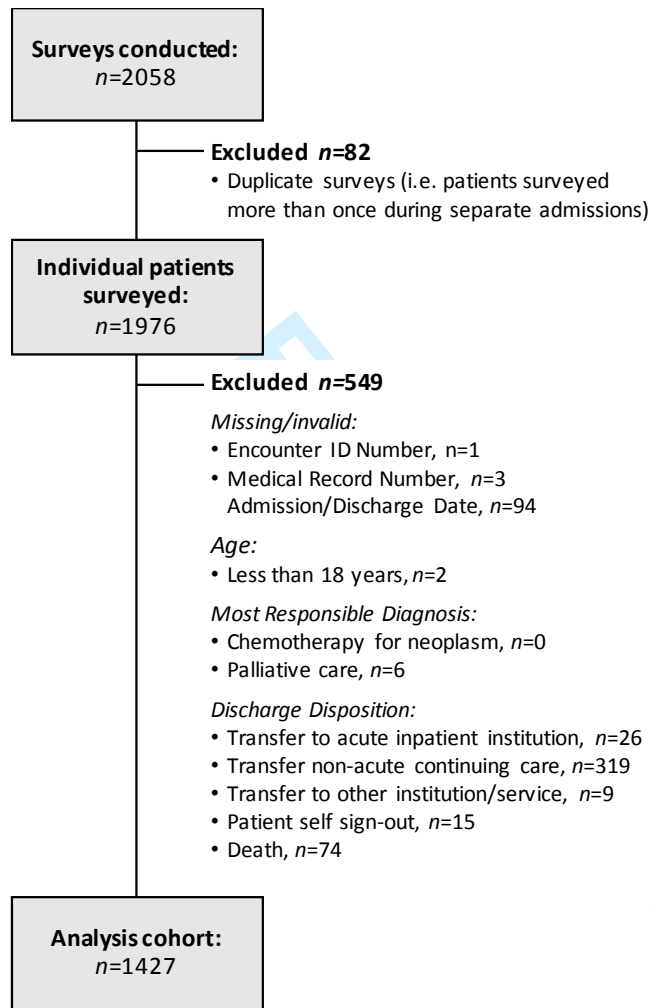 Surveys conducted:
n=2058
Excluded n=82
• Duplicate surveys (i.e. patients surveyed
more than once during separate admissions)
Individual patients
surveyed:
n=1976
Excluded n=549
Missing/invalid:
• Encounter ID Number, n=1
• Medical Record Number, n=3
Admission/Discharge Date, n=94
Age:
• Less than 18 years, n=2
Most Responsible Diagnosis:
• Chemotherapy for neoplasm, n=0
• Palliative care, n=6
Discharge Disposition:
• Transfer to acute inpatient institution, n=26
• Transfer non-acute continuing care, n=319
• Transfer to other institution/service, n=9
• Patient self sign-out, n=15
• Death, n=74
Analysis cohort:
n=1427